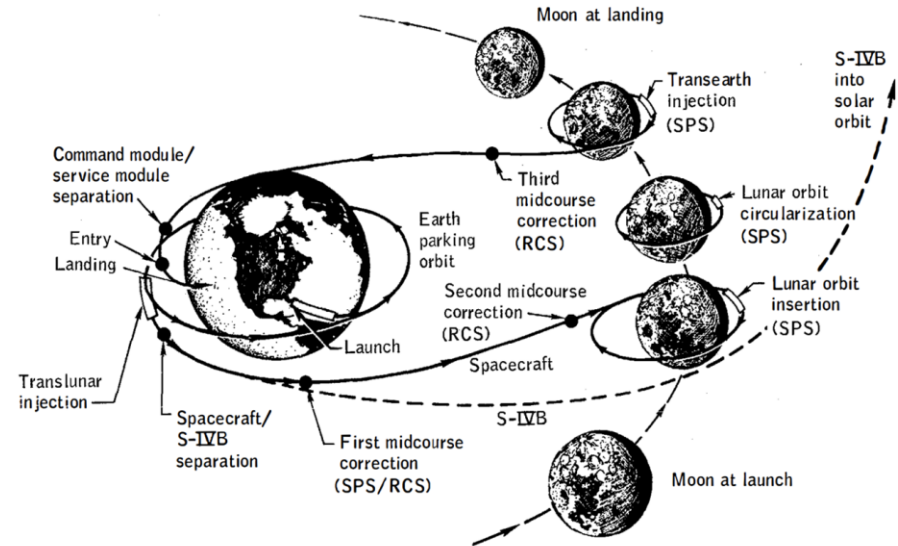 Moon at landing
S-IVB
into
solar
orbit
Transearth
injection
(SPS)
Command module/
service module
separation
Third
midcourse
correction
(RCS)
Lunar orbit
circularization
(SPS)
Entry
Landing
Earth
parking
orbit
Second midcourse
correction
(RCS)
Lunar orbit
insertion
(SPS)
Launch
Spacecraft
Translunar
injection
S-IVB
Spacecraft/
S-IVB
separation
First midcourse
correction
(SPS/RCS)
Moon at launch